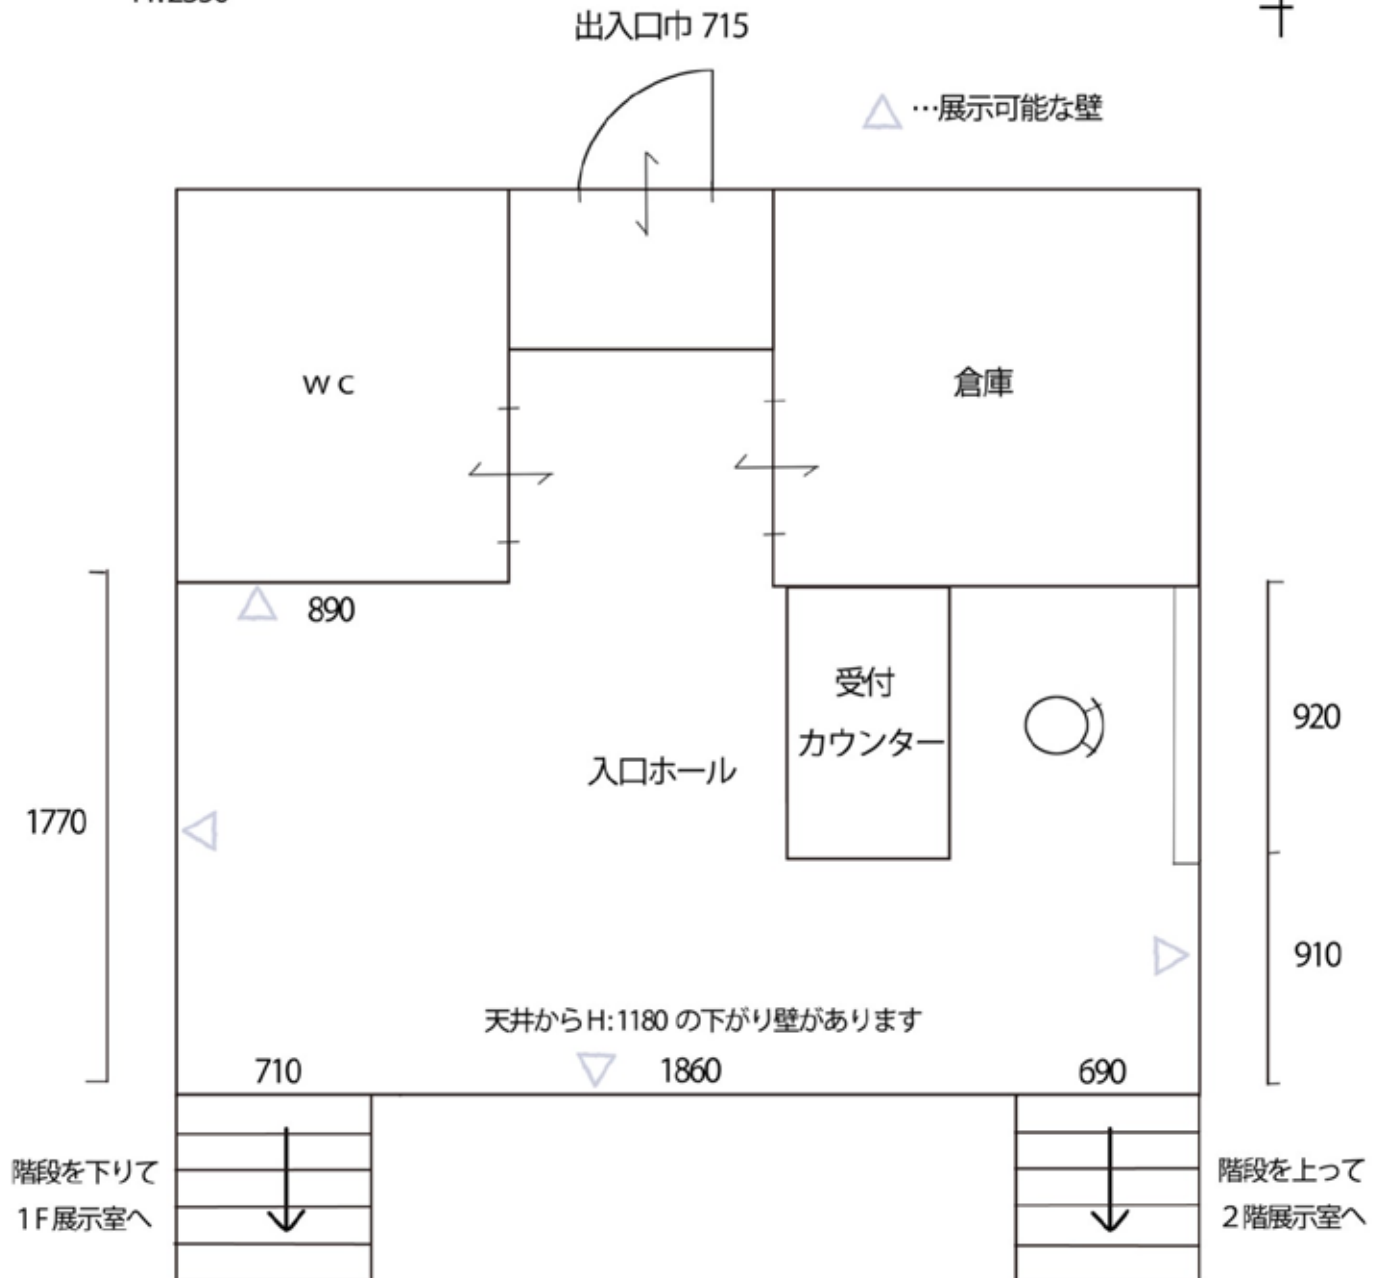 出入口巾 715
…展示可能な壁
W C
倉庫
890
受付
カウンター
920
入口ホール
1770
910
天井からH:1180 の下がり壁があります
710
1860
690
階段を下りて
1F展示室へ
階段を上って
2階展示室へ